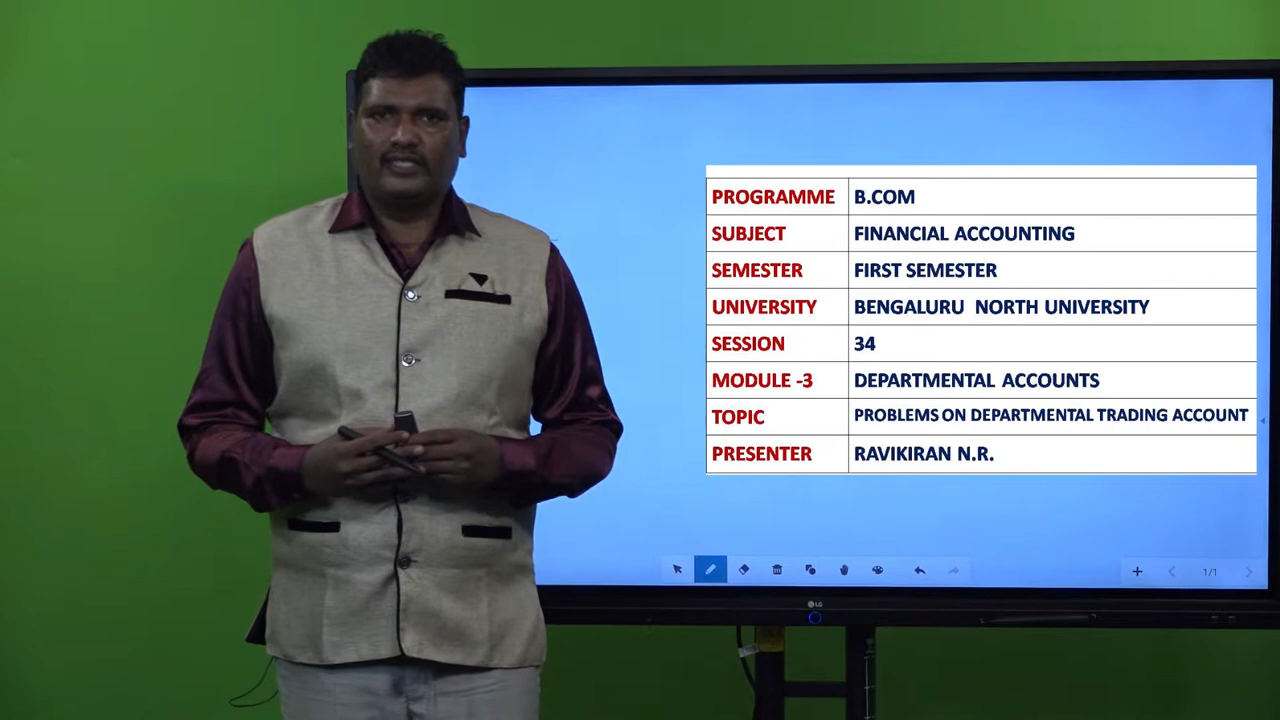 PROGRAMME B.COM
SUBJECT FINANCIAL ACCOUNTING
SEMESTER FIRST SEMESTER
UNIVERSITY BENGALURU NORTH UNIVERSITY
SESSION 34
MODULE -3 DEPARTMENTAL ACCOUNTS
TOPIC PROBLEMS ON DEPARTMENTAL TRADING ACCOUNT
PRESENTER RAVIKIRAN N.R.
1/1
LG